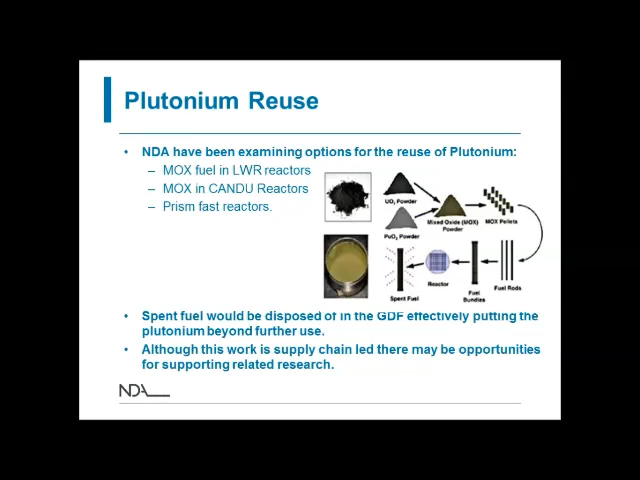 Plutonium Reuse
• NDA have been examining options for the reuse of Plutonium:
– MOX fuel in LWR reactors
– MOX in CANDU Reactors
– Prism fast reactors.
UO₂ Powder
PuO₂ Powder
Mixed Oxide (MOX)
Powder
MOX Pellets
Spent Fuel
Reactor
Fuel
Bundles
Fuel Rods
• Spent fuel would be disposed of in the GDF effectively putting the
plutonium beyond further use.
• Although this work is supply chain led there may be opportunities
for supporting related research.
NDA